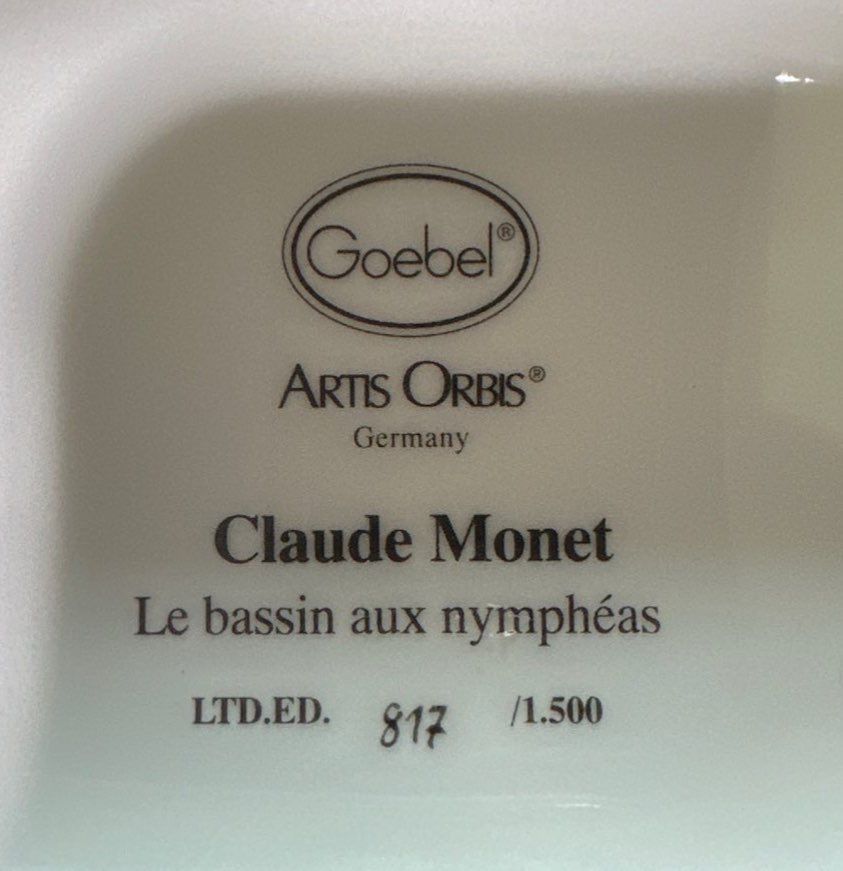 Goebel®
ARTIS ORBIS®
Germany
Claude Monet
Le bassin aux nymphéas
LTD.ED. 817 /1.500